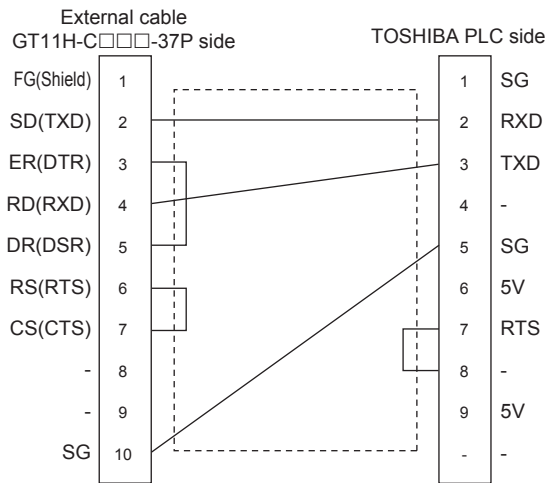 External cable
GT11H-C□□□-37P side
TOSHIBA PLC side
FG(Shield) 1 1 SG
SD(TXD) 2 2 RXD
ER(DTR) 3 3 TXD
RD(RXD) 4 4 -
DR(DSR) 5 5 SG
RS(RTS) 6 6 5V
CS(CTS) 7 7 RTS
- 8 8 -
- 9 9 5V
SG 10 - -